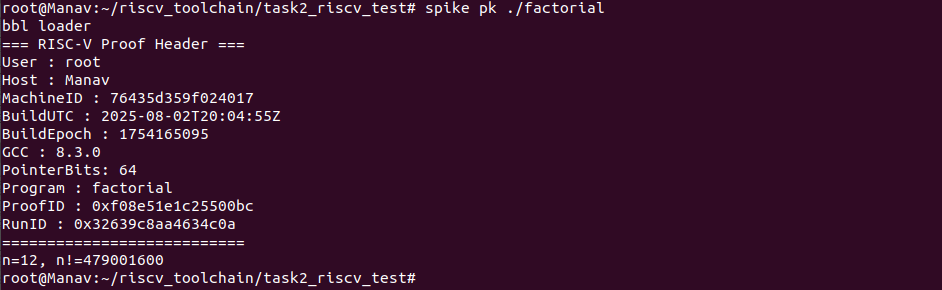 root@Manav:~/riscv_toolchain/task2_riscv_test# spike pk ./factorial
bbl loader
=== RISC-V Proof Header ===
User : root
Host : Manav
MachineID : 76435d359f024017
BuildUTC : 2025-08-02T20:04:55Z
BuildEpoch : 1754165095
GCC : 8.3.0
PointerBits: 64
Program : factorial
ProofID : 0xf08e51e1c25500bc
RunID : 0x32639c8aa4634c0a
===========================
n=12, n!=479001600
root@Manav:~/riscv_toolchain/task2_riscv_test#